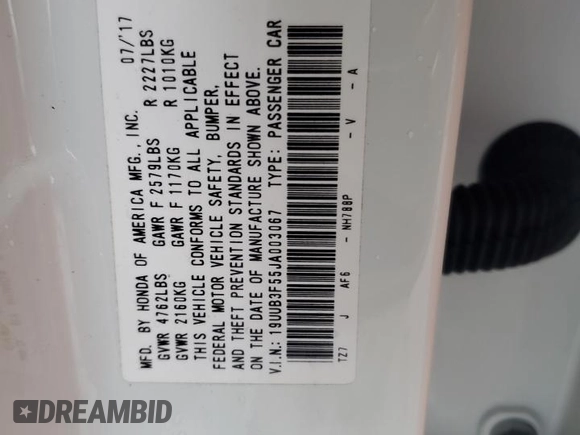 MFD. BY HONDA OF AMERICA MFG., INC. 07/'17
GVWR 4762LBS GAWR F 2579LBS R 2227LBS
GVWR 2160KG GAWR F 1170KG R 1010KG
THIS VEHICLE CONFORMS TO ALL APPLICABLE
FEDERAL MOTOR VEHICLE SAFETY, BUMPER,
AND THEFT PREVENTION STANDARDS IN EFFECT
ON THE DATE OF MANUFACTURE SHOWN ABOVE.
V.I.N.: 19UUB3F55JA003067 TYPE: PASSENGER CAR
TZ7 J AF6 - NH788P - V - A
DREAMBID